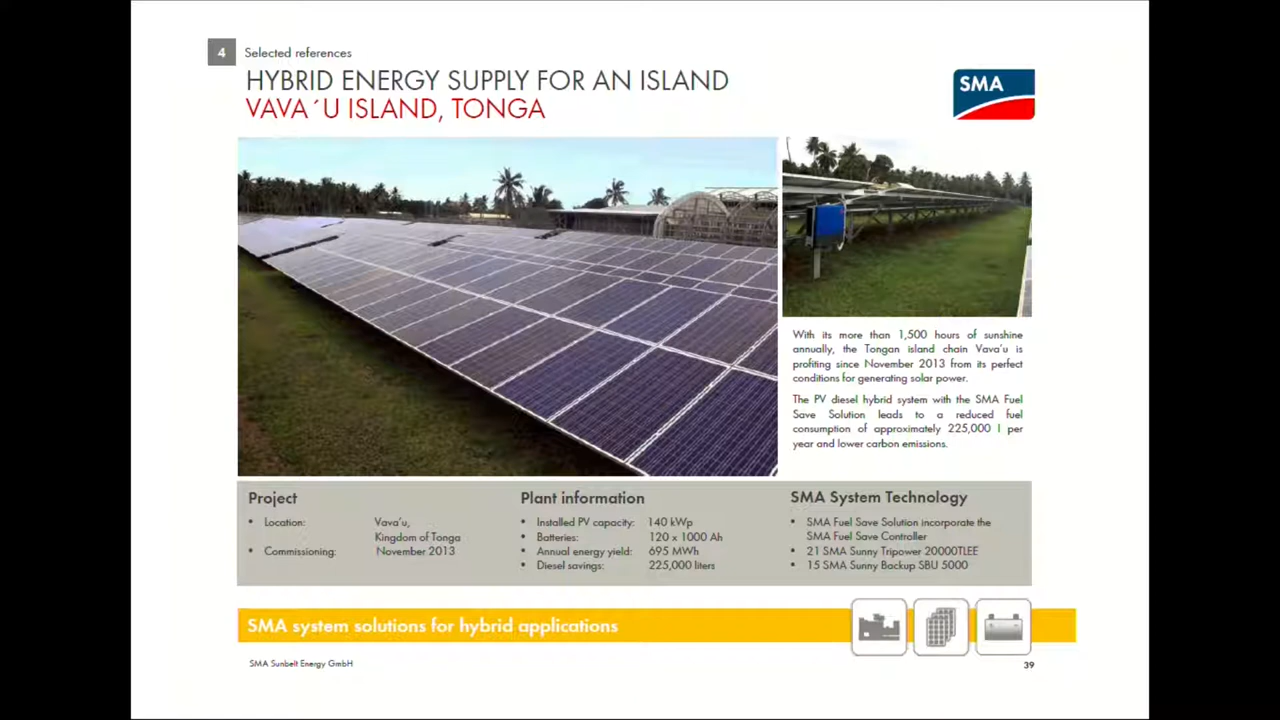 4 Selected references
HYBRID ENERGY SUPPLY FOR AN ISLAND
VAVA´U ISLAND, TONGA
SMA
With its more than 1,500 hours of sunshine
annually, the Tongan island chain Vava'u is
profiting since November 2013 from its perfect
conditions for generating solar power.
The PV diesel hybrid system with the SMA Fuel
Save Solution leads to a reduced fuel
consumption of approximately 225,000 l per
year and lower carbon emissions.
Project
• Location: Vava'u,
Kingdom of Tonga
• Commissioning: November 2013
Plant information
• Installed PV capacity: 140 kWp
• Batteries: 120 x 1000 Ah
• Annual energy yield: 695 MWh
• Diesel savings: 225,000 liters
SMA System Technology
• SMA Fuel Save Solution incorporate the
SMA Fuel Save Controller
• 21 SMA Sunny Tripower 20000TLEE
• 15 SMA Sunny Backup SBU 5000
SMA system solutions for hybrid applications
SMA Sunbelt Energy GmbH
39